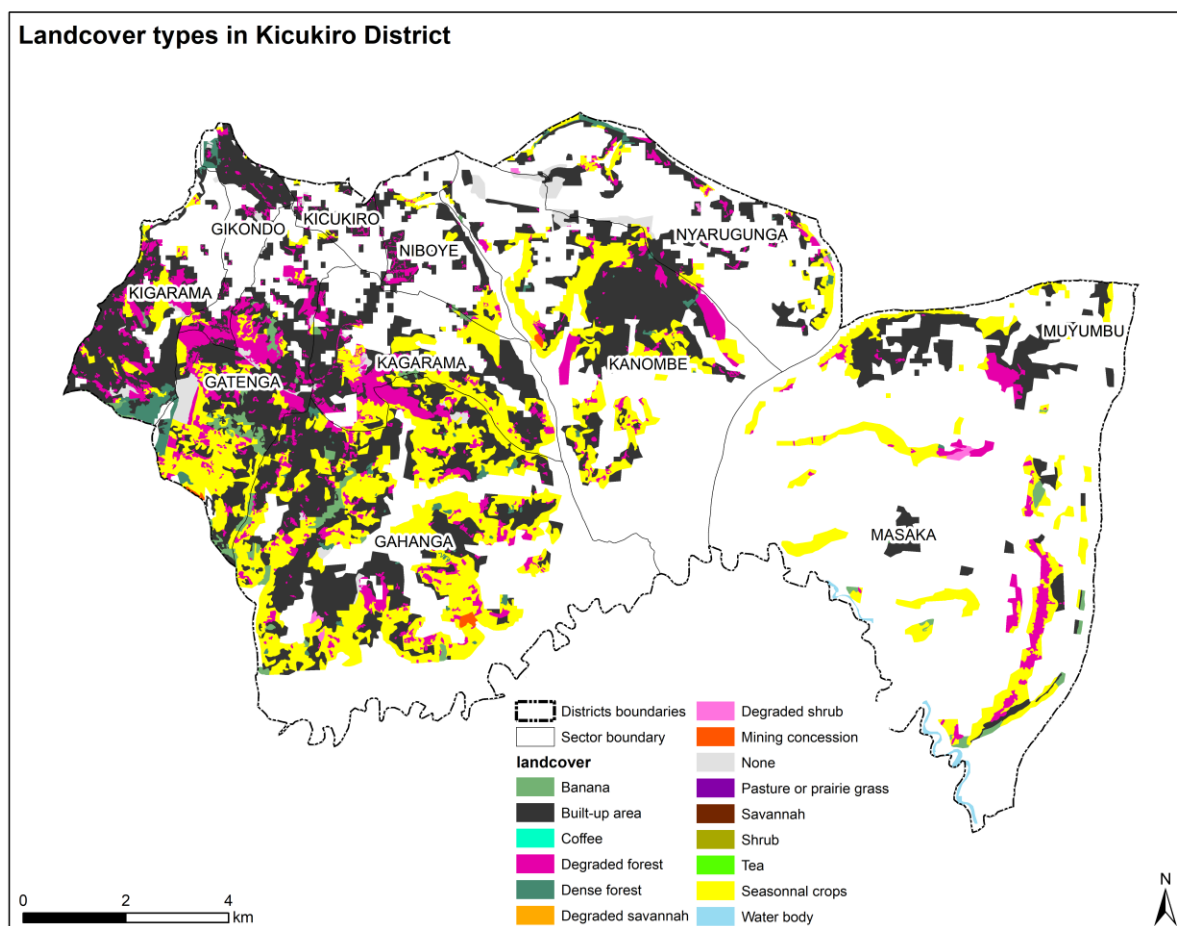 Landcover types in Kicukiro District
GIKONDO
KICUKIRO
NYARUGUNGA
NIBOYE
KIGARAMA
MUYUMBU
KAGARAMA
KANOMBE
GATENGA
MASAKA
GAHANGA
Districts boundaries
Sector boundary
landcover
Banana
Built-up area
Coffee
Degraded forest
Dense forest
Degraded savannah
Degraded shrub
Mining concession
None
Pasture or prairie grass
Savannah
Shrub
Tea
Seasonnal crops
Water body
0 2 4
km
N